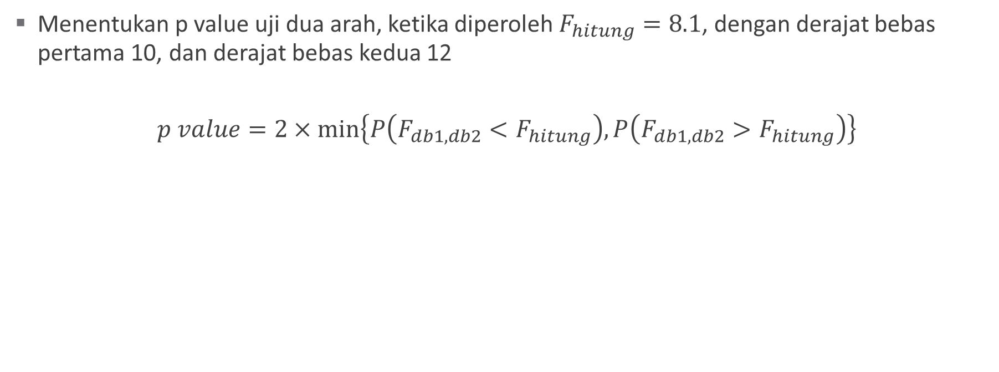 ▪ Menentukan p value uji dua arah, ketika diperoleh $F_{hitung} = 8.1$, dengan derajat bebas
pertama 10, dan derajat bebas kedua 12
$p\ value = 2 \times \min\{P(F_{db1,db2} < F_{hitung}), P(F_{db1,db2} > F_{hitung})\}$